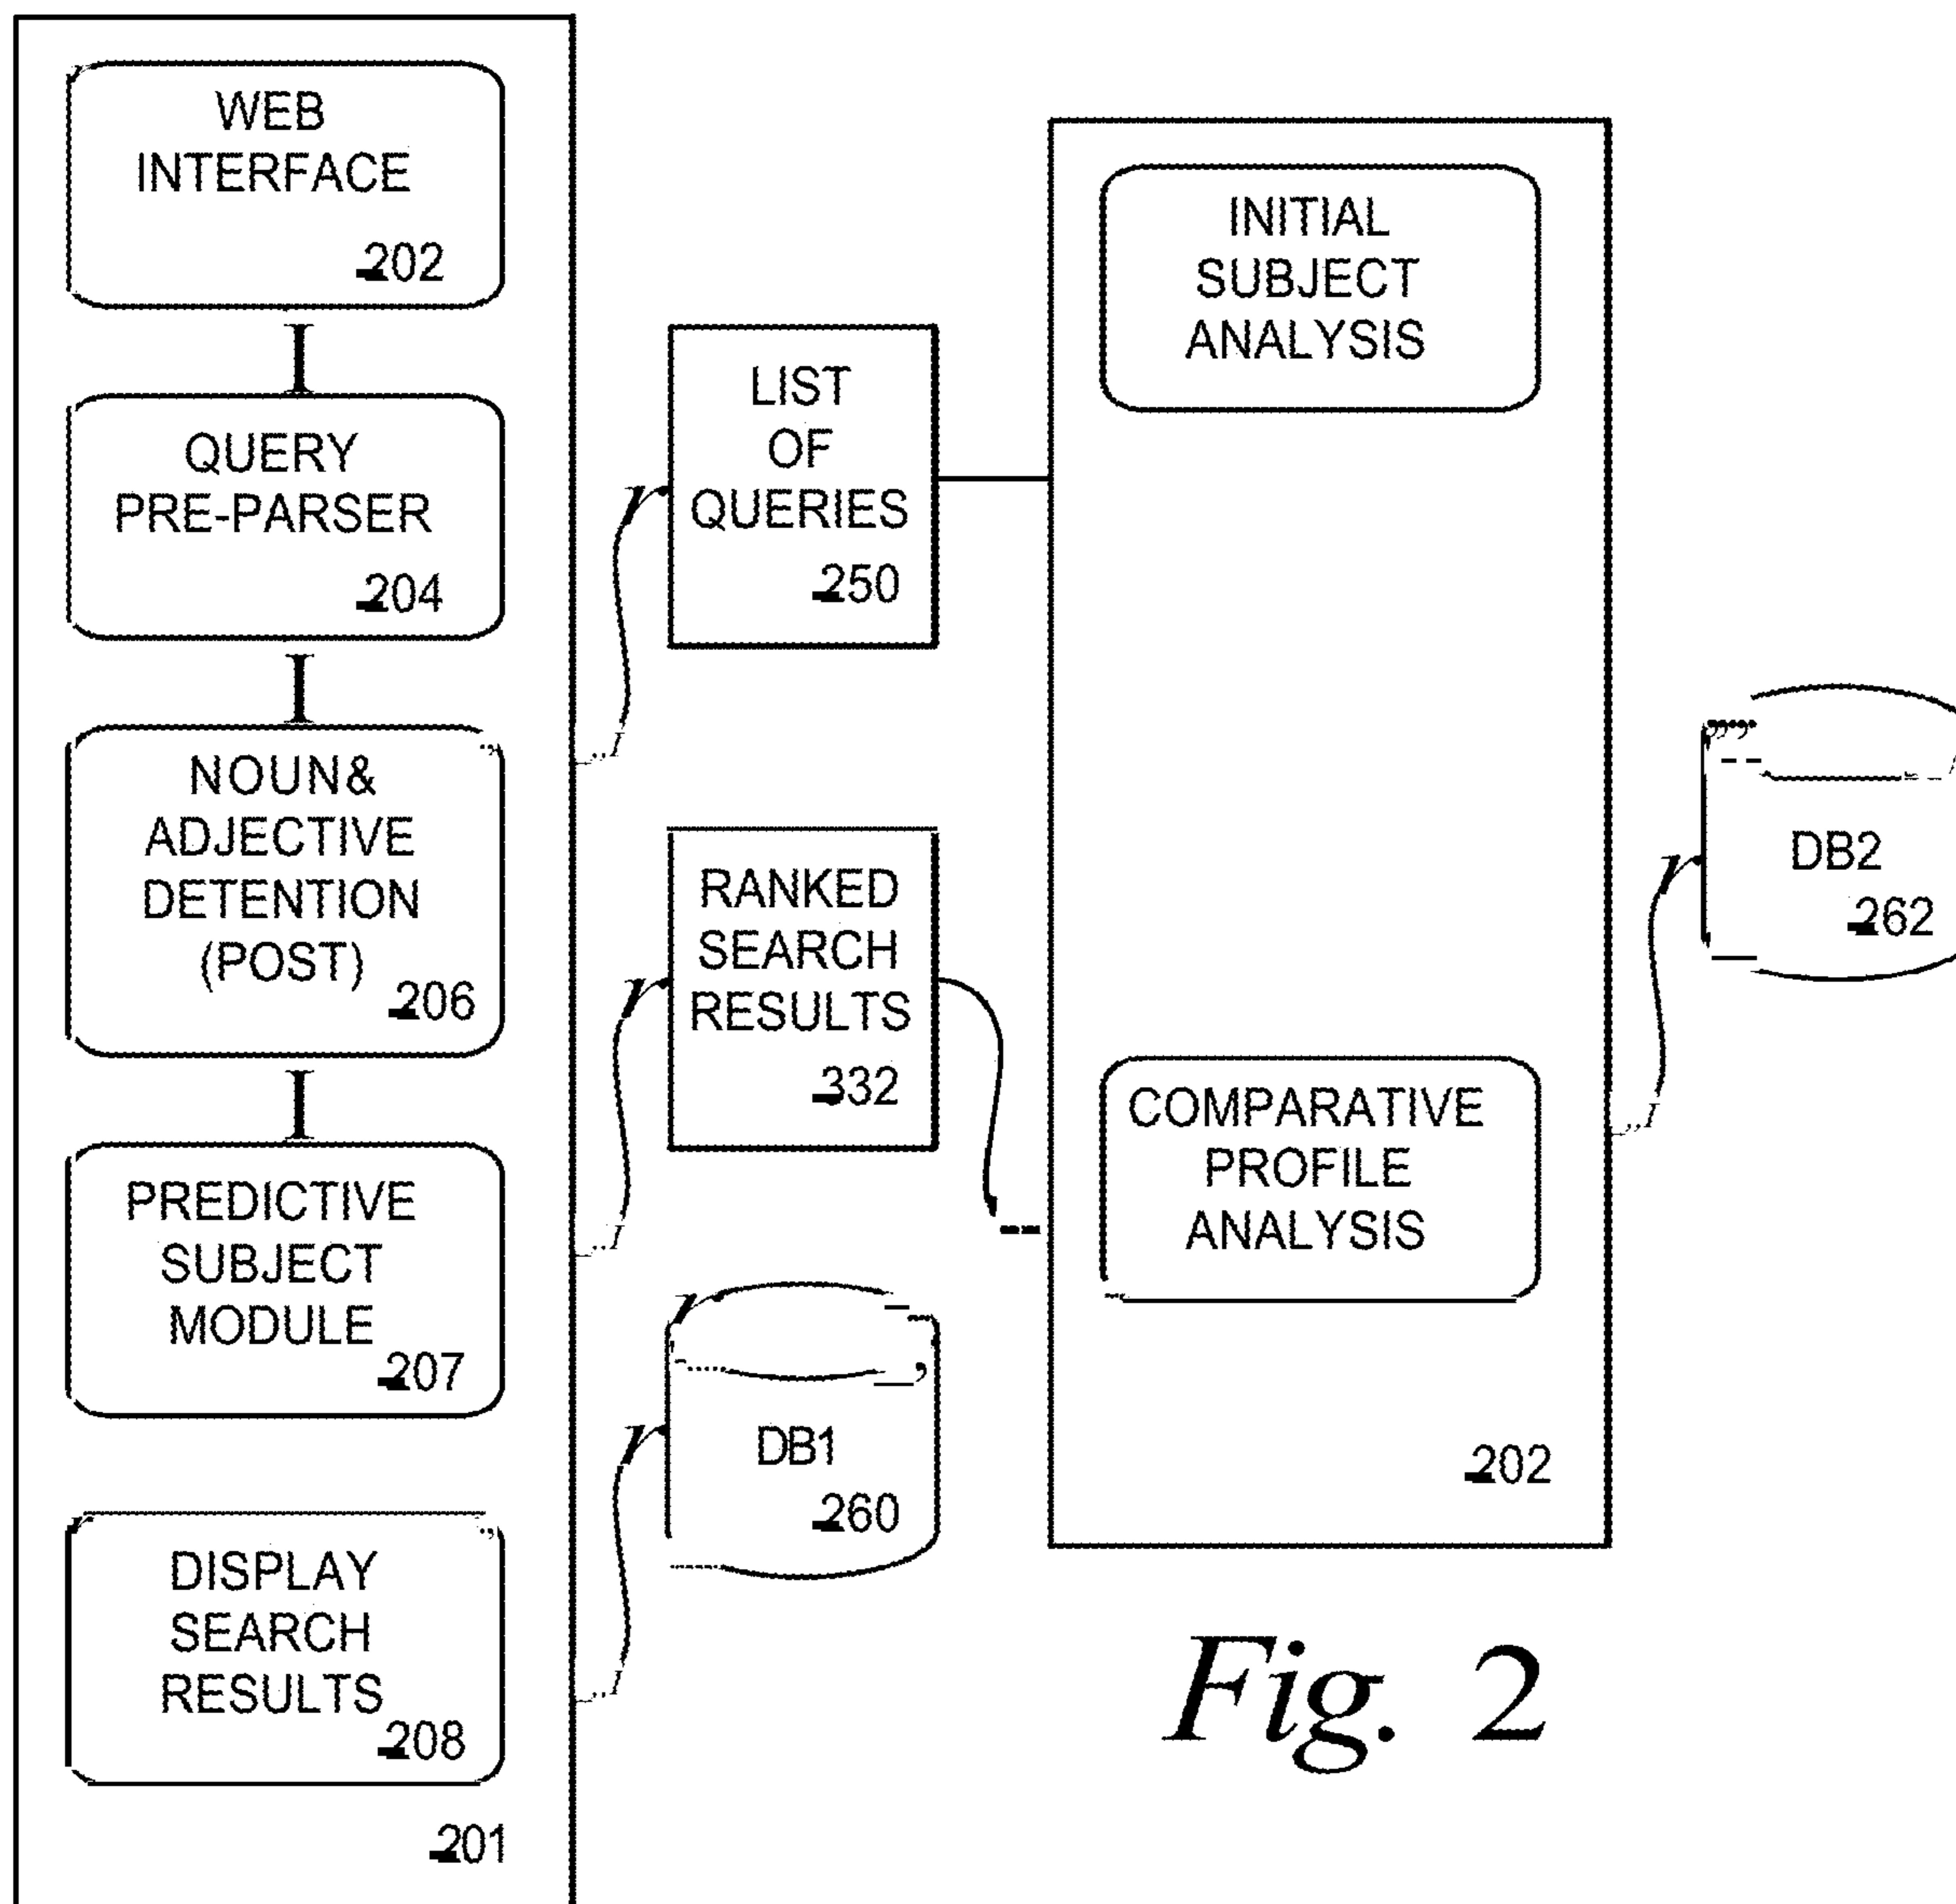 WEB
INTERFACE
202
QUERY
PRE-PARSER
204
NOUN&
ADJECTIVE
DETENTION
(POST)
206
PREDICTIVE
SUBJECT
MODULE
207
DISPLAY
SEARCH
RESULTS
208
201
LIST
OF
QUERIES
250
RANKED
SEARCH
RESULTS
332
DB1
260
INITIAL
SUBJECT
ANALYSIS
COMPARATIVE
PROFILE
ANALYSIS
202
DB2
262
Fig. 2